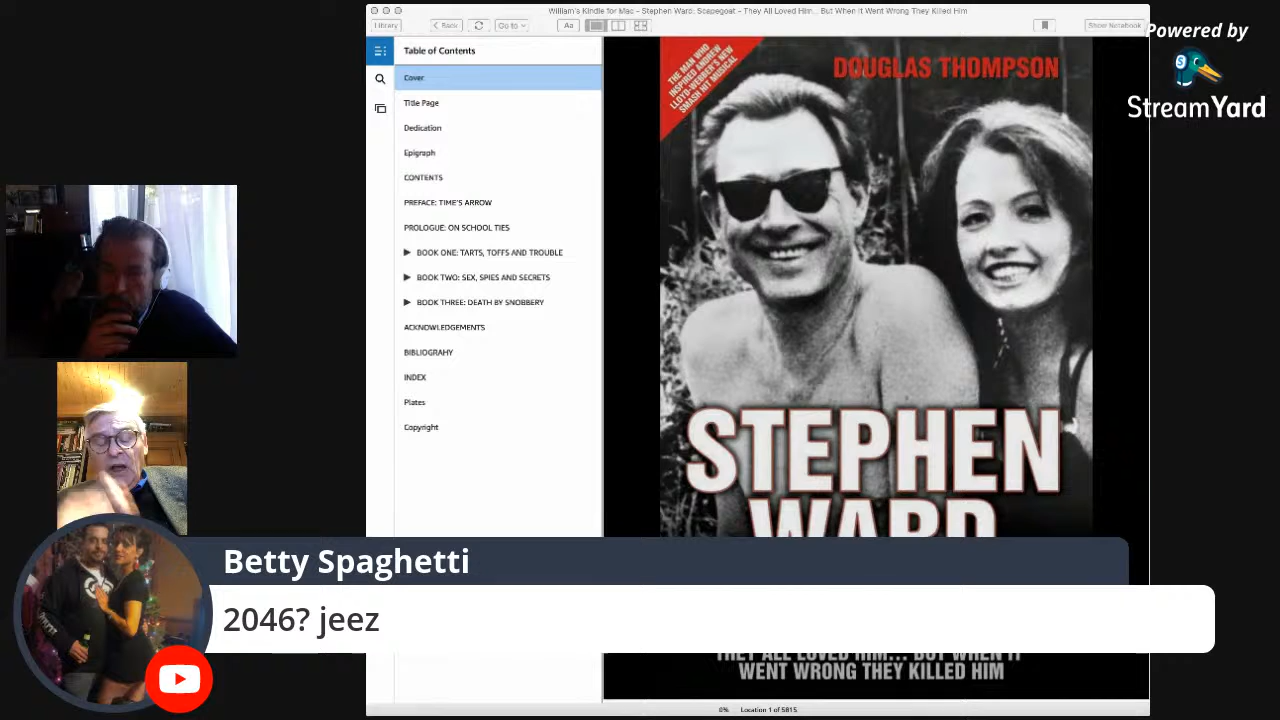 William's Kindle for Mac - Stephen Ward: Scapegoat - They All Loved Him... But When It Went Wrong They Killed Him
Library
< Back
Go to
Aa
Show Notebook
Powered by
StreamYard
Table of Contents
Cover
Title Page
Dedication
Epigraph
CONTENTS
PREFACE: TIME'S ARROW
PROLOGUE: ON SCHOOL TIES
BOOK ONE: TARTS, TOFFS AND TROUBLE
BOOK TWO: SEX, SPIES AND SECRETS
BOOK THREE: DEATH BY SNOBBERY
ACKNOWLEDGEMENTS
BIBLIOGRAHY
INDEX
Plates
Copyright
THE MAN WHO
INSPIRED ANDREW
LLOYD-WEBBER'S NEW
SMASH HIT MUSICAL
DOUGLAS THOMPSON
STEPHEN
WARD
Betty Spaghetti
2046? jeez
THEY ALL LOVED HIM... BUT WHEN IT
WENT WRONG THEY KILLED HIM
0%
Location 1 of 5815